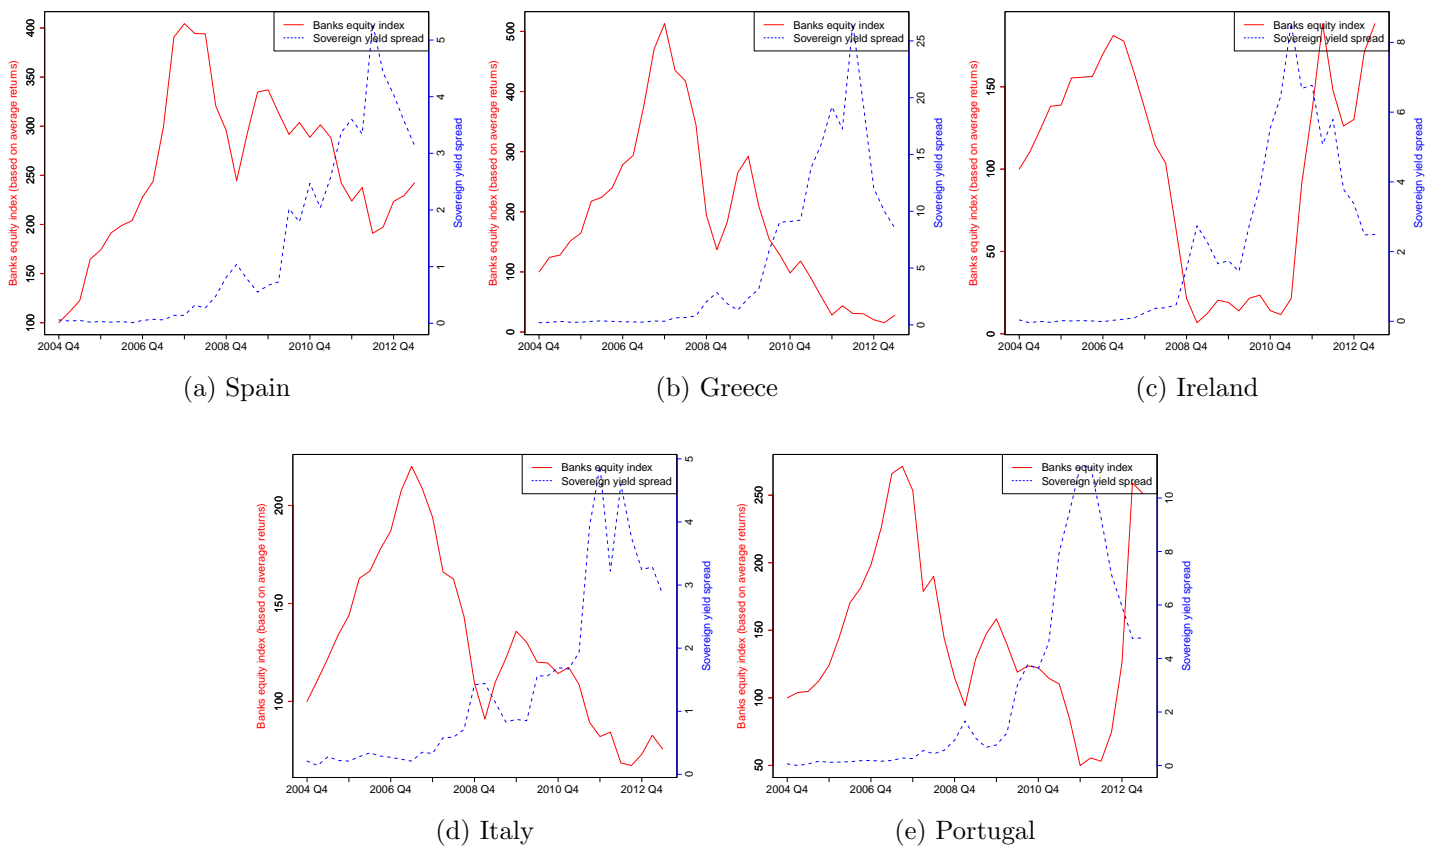 Banks equity index
Sovereign yield spread
Banks equity index (based on average returns)
100 150 200 250 300 350 400
Sovereign yield spread
0 1 2 3 4 5
2004 Q4 2006 Q4 2008 Q4 2010 Q4 2012 Q4
(a) Spain
Banks equity index
Sovereign yield spread
Banks equity index (based on average returns)
0 100 200 300 400 500
Sovereign yield spread
0 5 10 15 20 25
2004 Q4 2006 Q4 2008 Q4 2010 Q4 2012 Q4
(b) Greece
Banks equity index
Sovereign yield spread
Banks equity index (based on average returns)
0 50 100 150
Sovereign yield spread
0 2 4 6 8
2004 Q4 2006 Q4 2008 Q4 2010 Q4 2012 Q4
(c) Ireland
Banks equity index
Sovereign yield spread
Banks equity index (based on average returns)
100 150 200
Sovereign yield spread
0 1 2 3 4 5
2004 Q4 2006 Q4 2008 Q4 2010 Q4 2012 Q4
(d) Italy
Banks equity index
Sovereign yield spread
Banks equity index (based on average returns)
50 100 150 200 250
Sovereign yield spread
0 2 4 6 8 10
2004 Q4 2006 Q4 2008 Q4 2010 Q4 2012 Q4
(e) Portugal